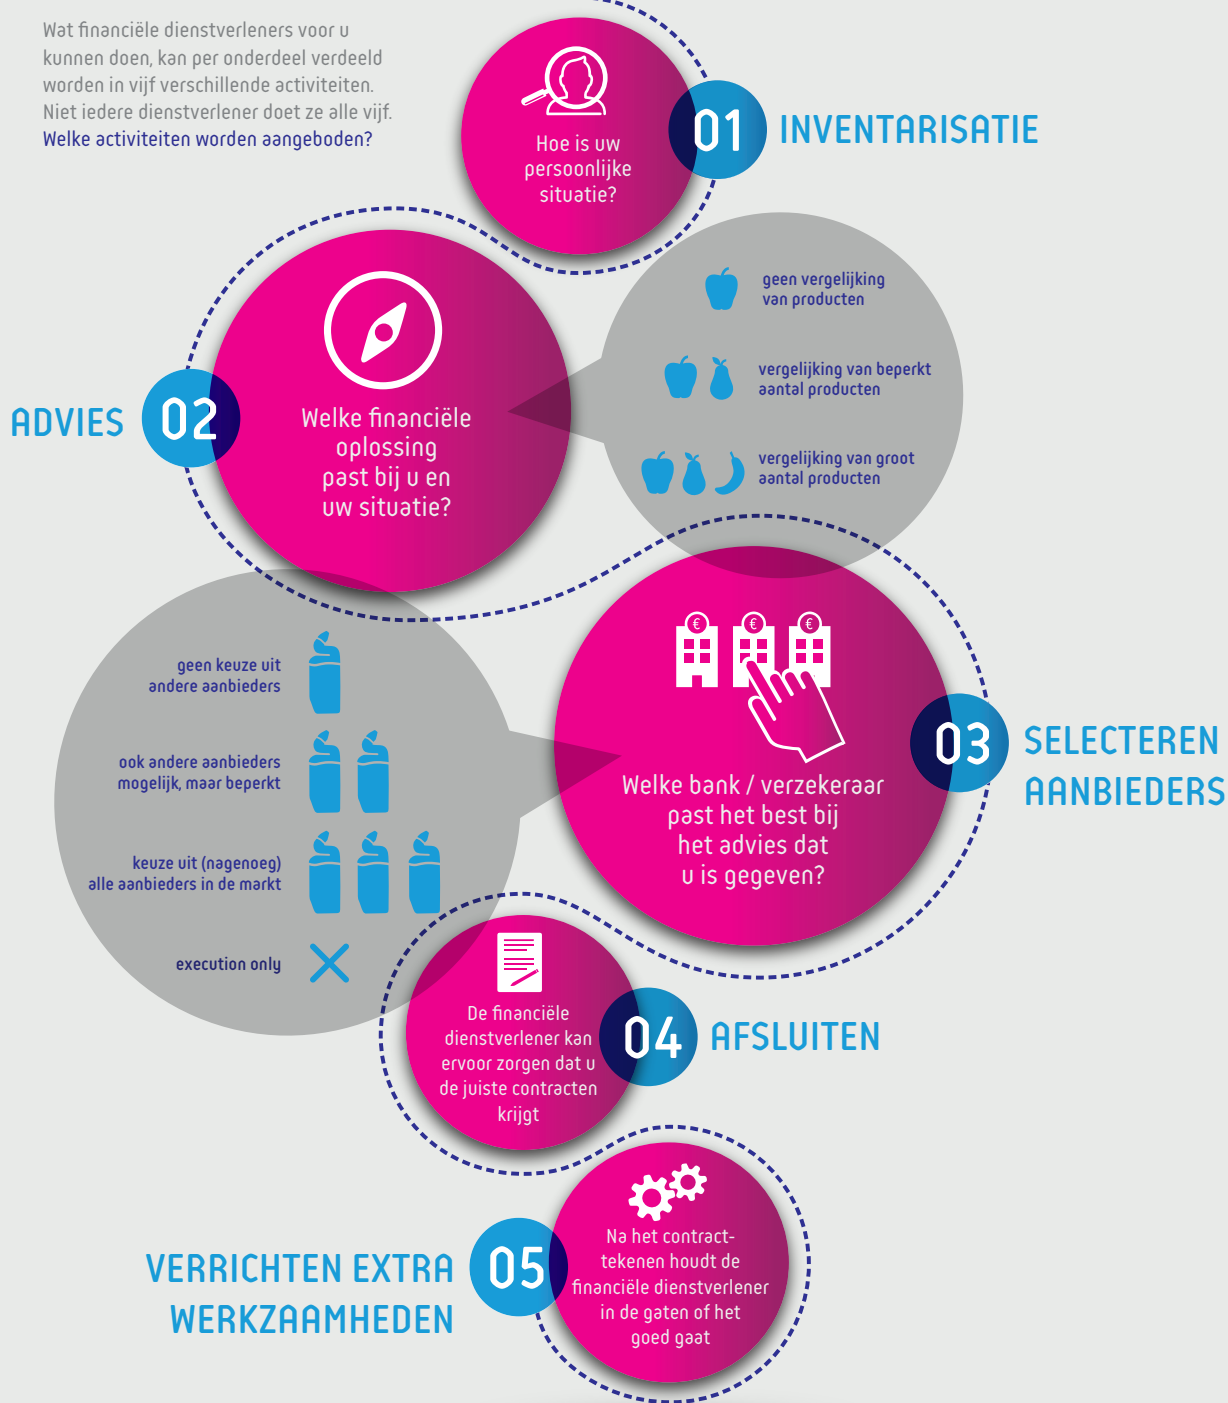 Wat financiële dienstverleners voor u
kunnen doen, kan per onderdeel verdeeld
worden in vijf verschillende activiteiten.
Niet iedere dienstverlener doet ze alle vijf.
Welke activiteiten worden aangeboden?
Hoe is uw
persoonlijke
situatie?
01
INVENTARISATIE
ADVIES
02
Welke financiële
oplossing
past bij u en
uw situatie?
geen vergelijking
van producten
vergelijking van beperkt
aantal producten
vergelijking van groot
aantal producten
€ € €
Welke bank / verzekeraar
past het best bij
het advies dat
u is gegeven?
03
SELECTEREN
AANBIEDERS
geen keuze uit
andere aanbieders
ook andere aanbieders
mogelijk, maar beperkt
keuze uit (nagenoeg)
alle aanbieders in de markt
execution only
De financiële
dienstverlener kan
ervoor zorgen dat u
de juiste contracten
krijgt
04
AFSLUITEN
VERRICHTEN EXTRA
WERKZAAMHEDEN
05
Na het contract-
tekenen houdt de
financiële dienstverlener
in de gaten of het
goed gaat